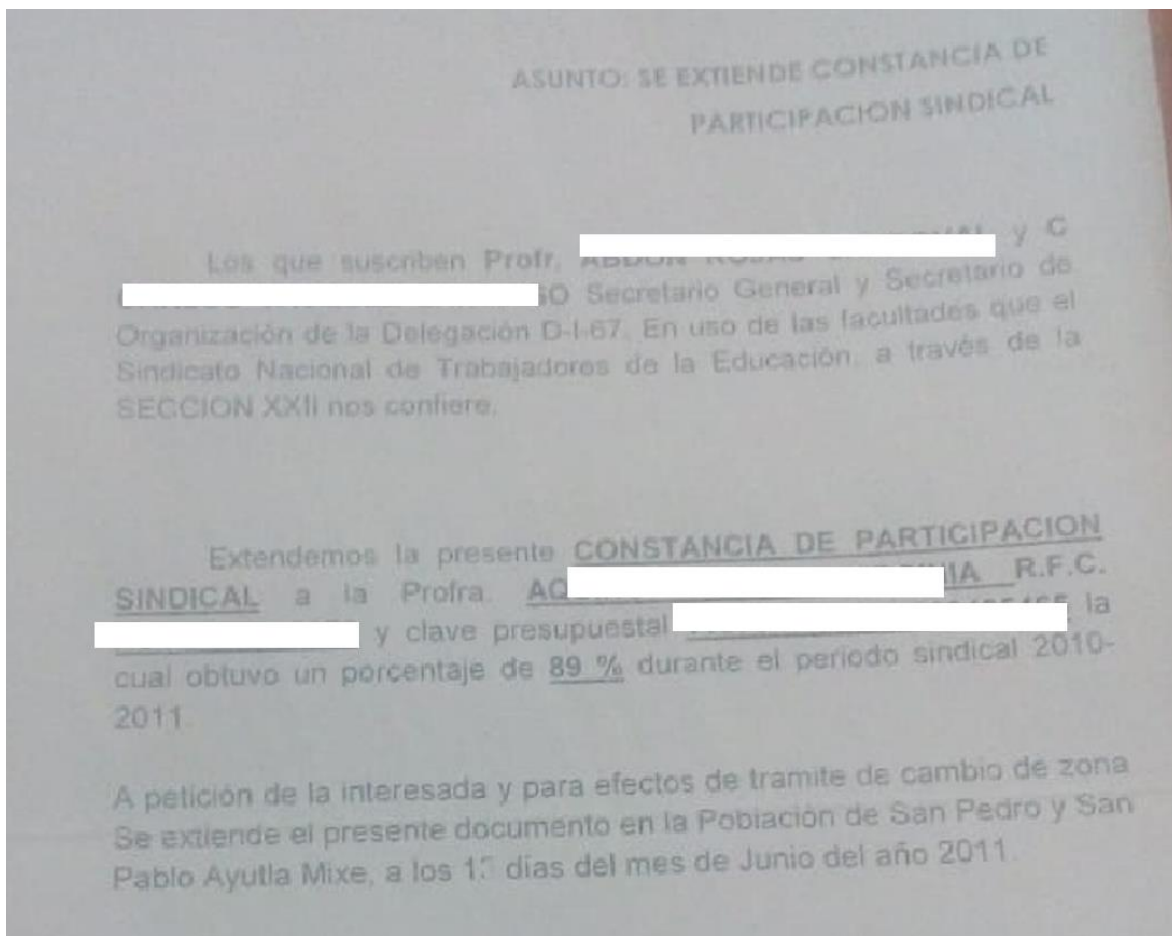 ASUNTO: SE EXTIENDE CONSTANCIA DE
PARTICIPACION SINDICAL
Los que suscriben Profr. y C
SO Secretario General y Secretario de
Organización de la Delegación D-I-67. En uso de las facultades que el
Sindicato Nacional de Trabajadores de la Educación, a través de la
SECCION XXII nos confiere.
Extendemos la presente CONSTANCIA DE PARTICIPACION
SINDICAL a la Profra. R.F.C.
y clave presupuestal la
cual obtuvo un porcentaje de 89 % durante el periodo sindical 2010-
2011.
A petición de la interesada y para efectos de tramite de cambio de zona
Se extiende el presente documento en la Población de San Pedro y San
Pablo Ayutla Mixe, a los días del mes de Junio del año 2011.